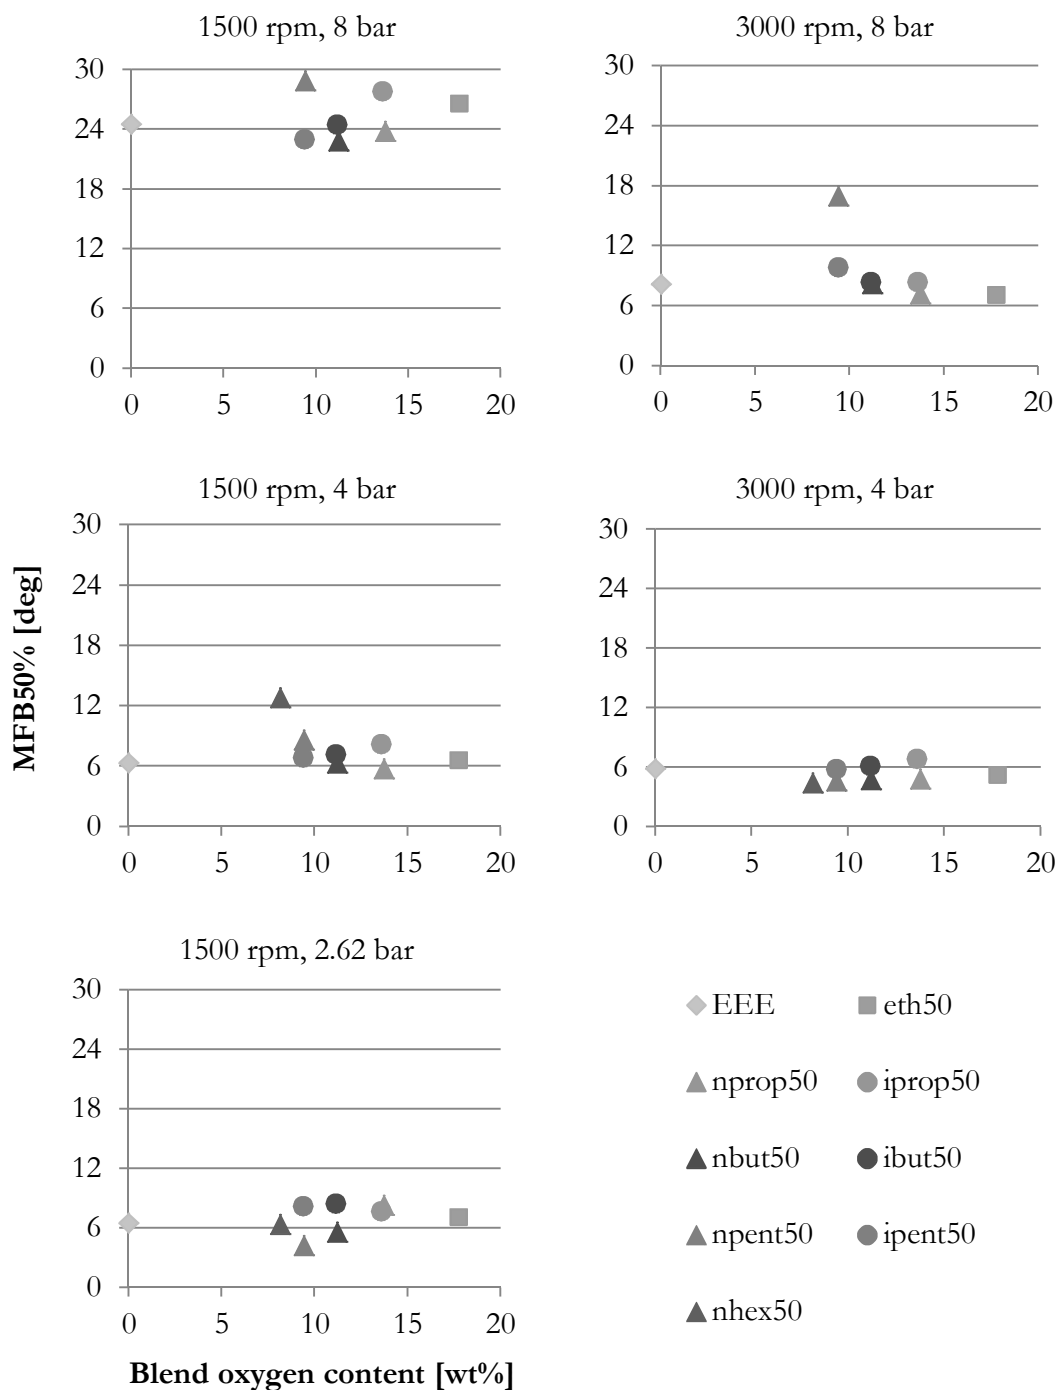 1500 rpm, 8 bar
30
24
18
12
6
0
0 5 10 15 20
3000 rpm, 8 bar
30
24
18
12
6
0
0 5 10 15 20
MFB50% [deg]
1500 rpm, 4 bar
30
24
18
12
6
0
0 5 10 15 20
3000 rpm, 4 bar
30
24
18
12
6
0
0 5 10 15 20
1500 rpm, 2.62 bar
30
24
18
12
6
0
0 5 10 15 20
Blend oxygen content [wt%]
EEE eth50
nprop50 iprop50
nbut50 ibut50
npent50 ipent50
nhex50